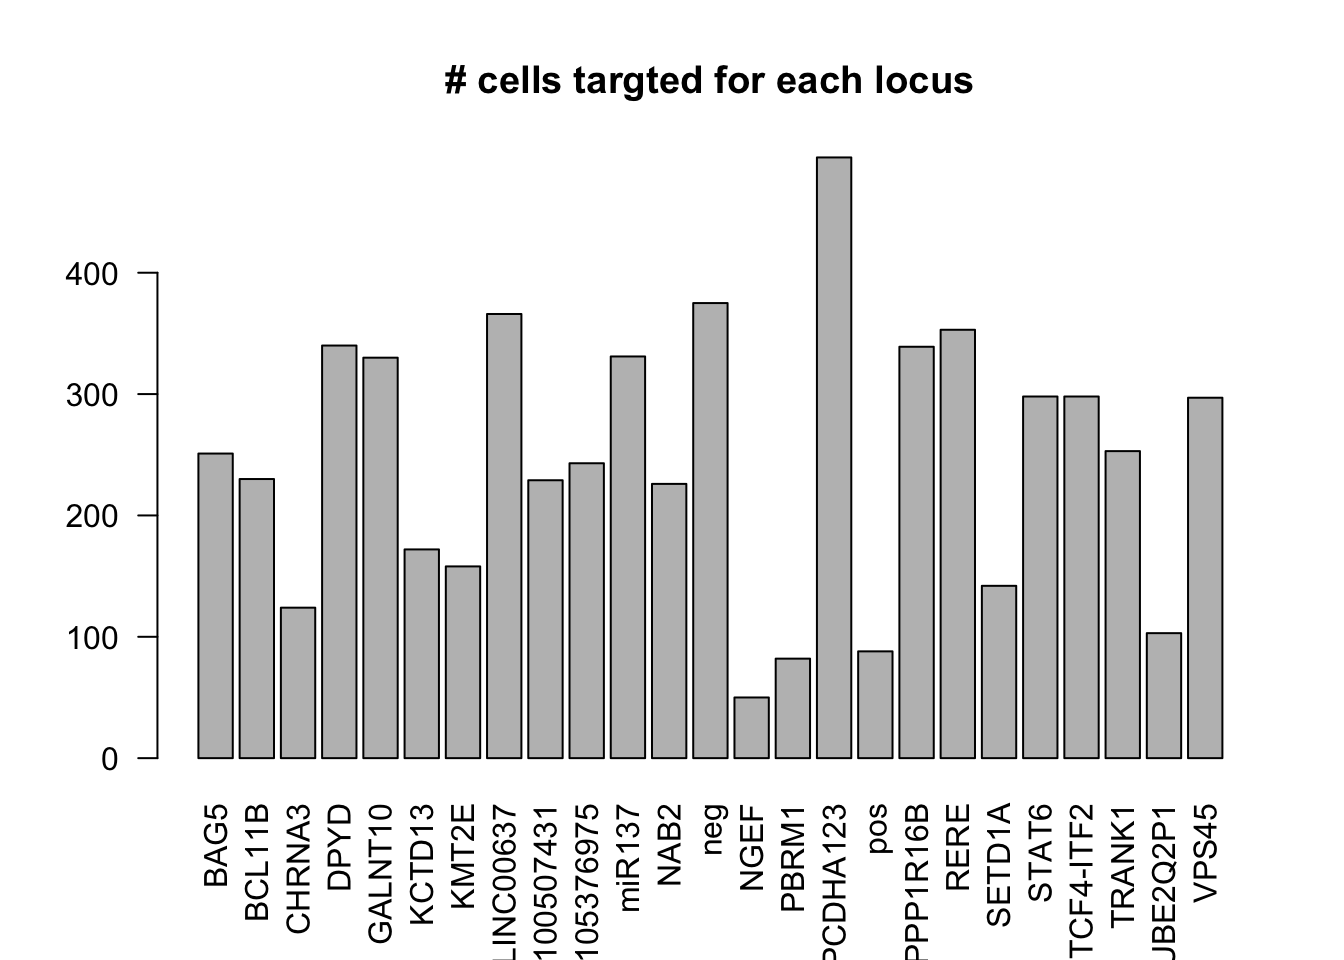 # cells targted for each locus
400
300
200
100
0
BAG5
BCL11B
CHRNA3
DPYD
GALNT10
KCTD13
KMT2E
LINC00637
100507431
105376975
miR137
NAB2
neg
NGEF
PBRM1
PCDHA123
pos
PPP1R16B
RERE
SETD1A
STAT6
TCF4-ITF2
TRANK1
UBE2Q2P1
VPS45